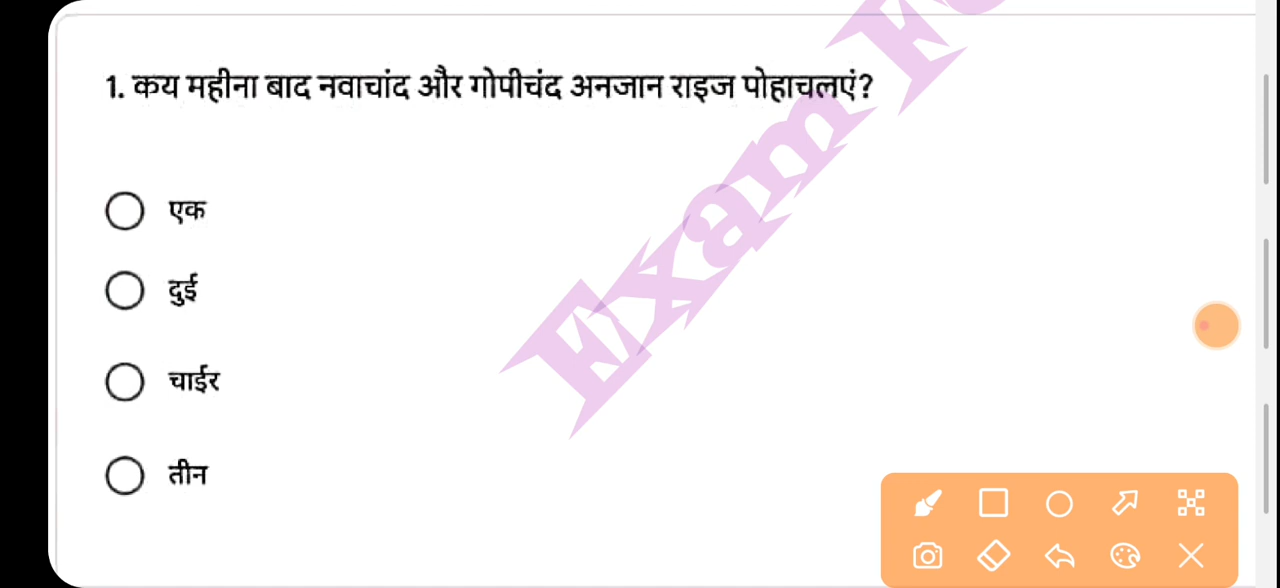 1. कय महीना बाद नवाचांद और गोपीचंद अनजान राइज पोहाचलएं?
एक
दुई
चाईर
तीन
Exam